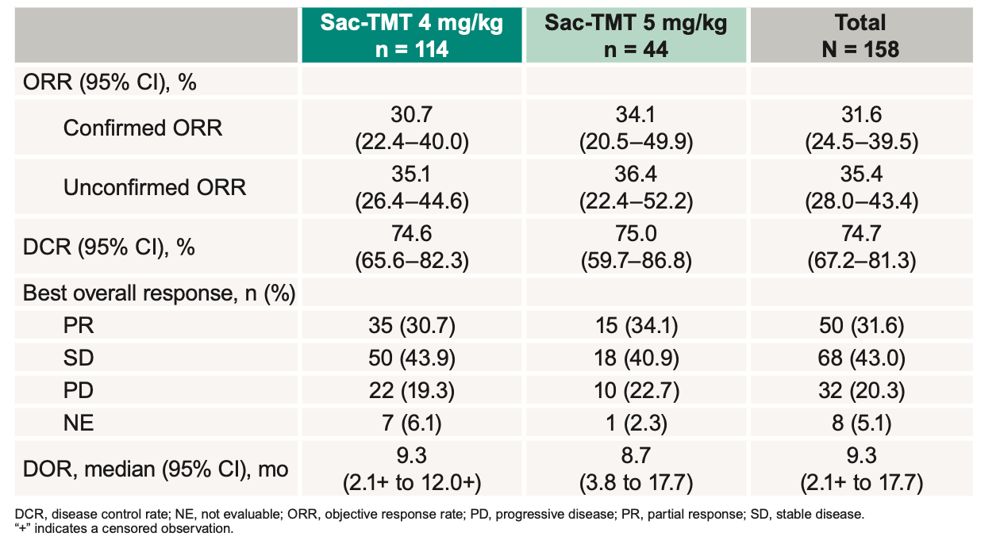 Sac-TMT 4 mg/kg
n = 114
Sac-TMT 5 mg/kg
n = 44
Total
N = 158
ORR (95% CI), %
Confirmed ORR
30.7
(22.4–40.0)
34.1
(20.5–49.9)
31.6
(24.5–39.5)
Unconfirmed ORR
35.1
(26.4–44.6)
36.4
(22.4–52.2)
35.4
(28.0–43.4)
DCR (95% CI), %
74.6
(65.6–82.3)
75.0
(59.7–86.8)
74.7
(67.2–81.3)
Best overall response, n (%)
PR
35 (30.7)
15 (34.1)
50 (31.6)
SD
50 (43.9)
18 (40.9)
68 (43.0)
PD
22 (19.3)
10 (22.7)
32 (20.3)
NE
7 (6.1)
1 (2.3)
8 (5.1)
DOR, median (95% CI), mo
9.3
(2.1+ to 12.0+)
8.7
(3.8 to 17.7)
9.3
(2.1+ to 17.7)
DCR, disease control rate; NE, not evaluable; ORR, objective response rate; PD, progressive disease; PR, partial response; SD, stable disease.
“+” indicates a censored observation.